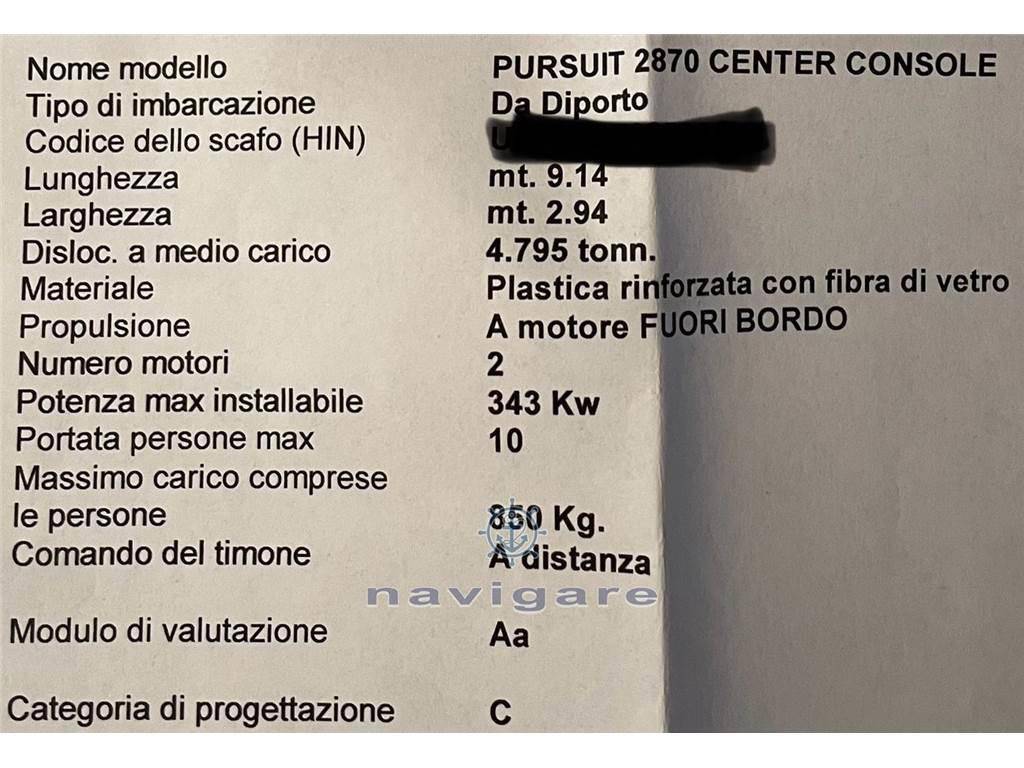 Nome modello PURSUIT 2870 CENTER CONSOLE
Tipo di imbarcazione Da Diporto
Codice dello scafo (HIN) U
Lunghezza mt. 9.14
Larghezza mt. 2.94
Disloc. a medio carico 4.795 tonn.
Materiale Plastica rinforzata con fibra di vetro
Propulsione A motore FUORI BORDO
Numero motori 2
Potenza max installabile 343 Kw
Portata persone max 10
Massimo carico comprese
le persone 850 Kg.
Comando del timone A distanza
navigare
Modulo di valutazione Aa
Categoria di progettazione C